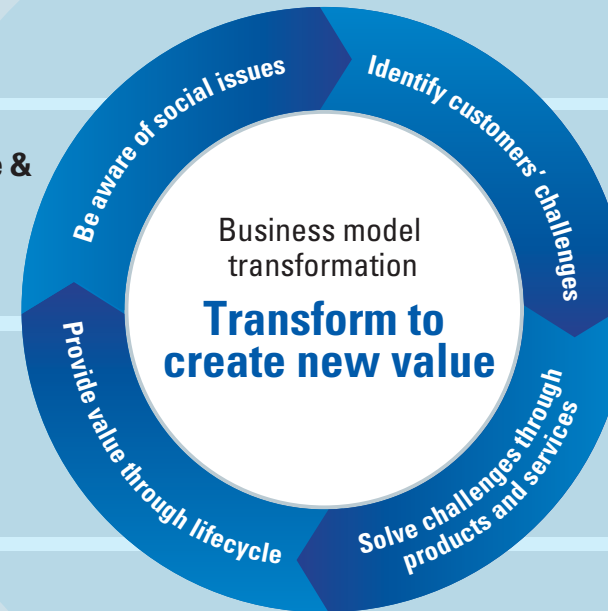 Be aware of social issues
Identify customers' challenges
e &
Business model
transformation
Transform to
create new value
Provide value through lifecycle
Solve challenges through
products and services